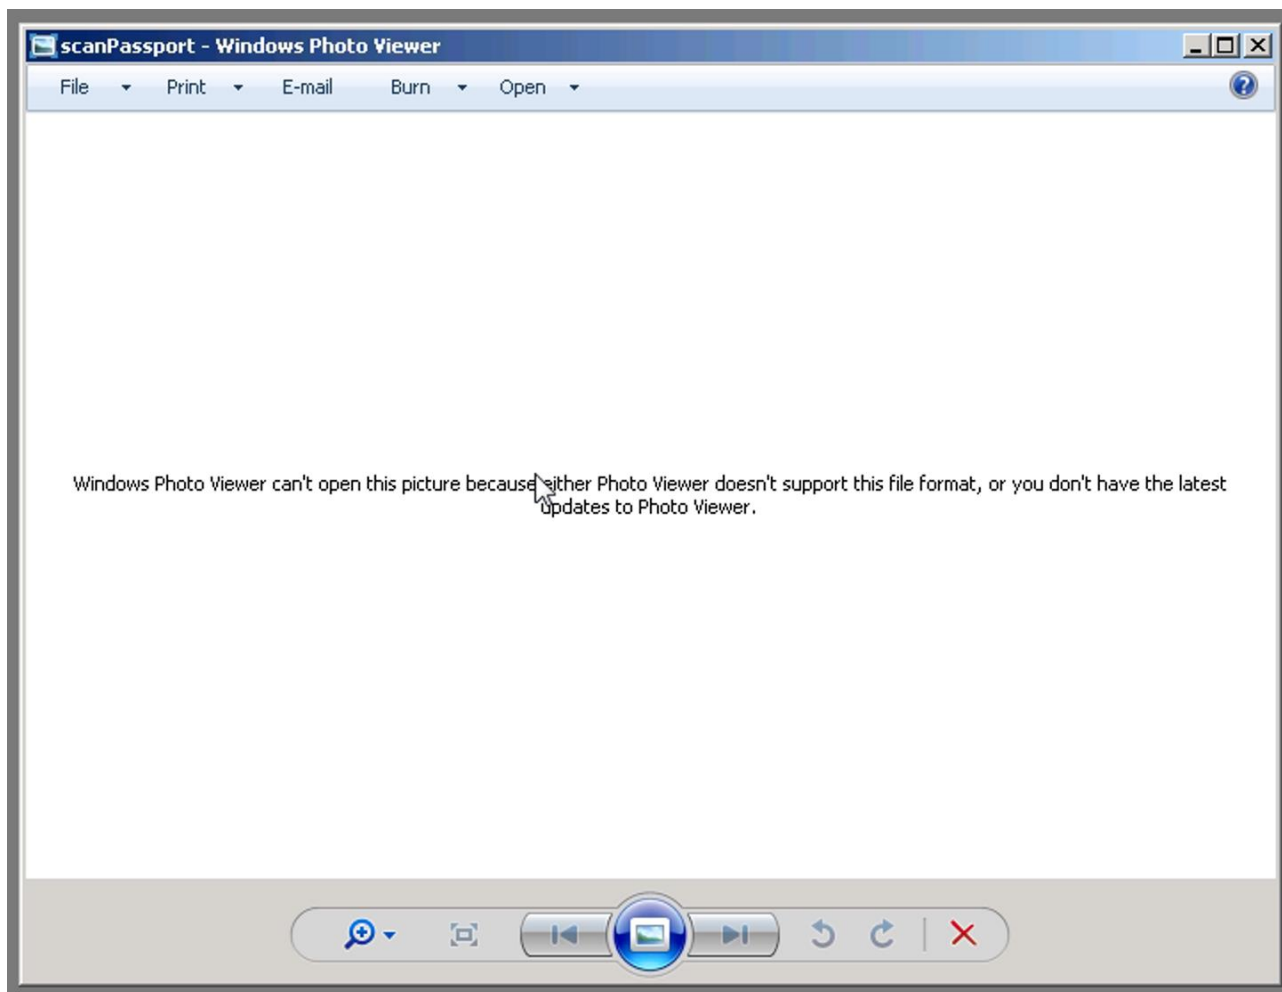 scanPassport - Windows Photo Viewer
File Print E-mail Burn Open
Windows Photo Viewer can't open this picture because either Photo Viewer doesn't support this file format, or you don't have the latest
updates to Photo Viewer.